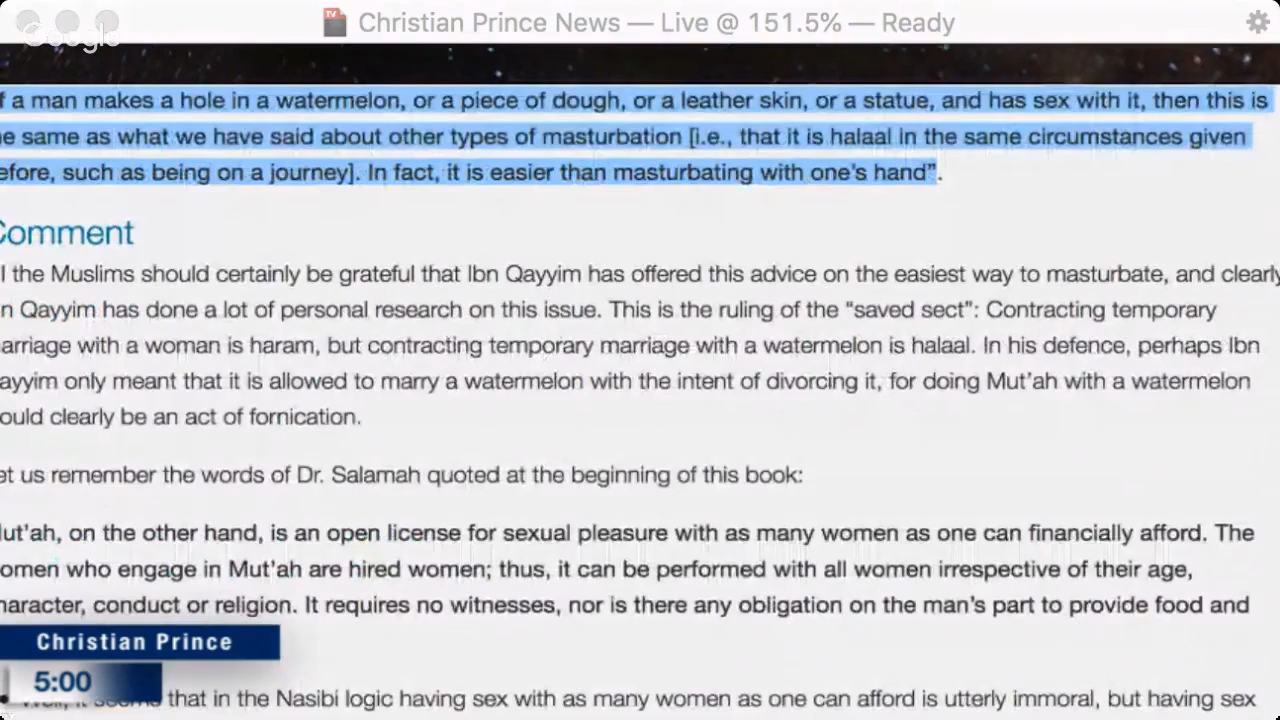 Christian Prince News — Live @ 151.5% — Ready
Google
f a man makes a hole in a watermelon, or a piece of dough, or a leather skin, or a statue, and has sex with it, then this is
e same as what we have said about other types of masturbation [i.e., that it is halaal in the same circumstances given
efore, such as being on a journey]. In fact, it is easier than masturbating with one's hand”.
Comment
l the Muslims should certainly be grateful that Ibn Qayyim has offered this advice on the easiest way to masturbate, and clearly
n Qayyim has done a lot of personal research on this issue. This is the ruling of the “saved sect”: Contracting temporary
arriage with a woman is haram, but contracting temporary marriage with a watermelon is halaal. In his defence, perhaps Ibn
ayyim only meant that it is allowed to marry a watermelon with the intent of divorcing it, for doing Mut'ah with a watermelon
ould clearly be an act of fornication.
et us remember the words of Dr. Salamah quoted at the beginning of this book:
ut'ah, on the other hand, is an open license for sexual pleasure with as many women as one can financially afford. The
omen who engage in Mut'ah are hired women; thus, it can be performed with all women irrespective of their age,
haracter, conduct or religion. It requires no witnesses, nor is there any obligation on the man's part to provide food and
Christian Prince
5:00
that in the Nasibi logic having sex with as many women as one can afford is utterly immoral, but having sex